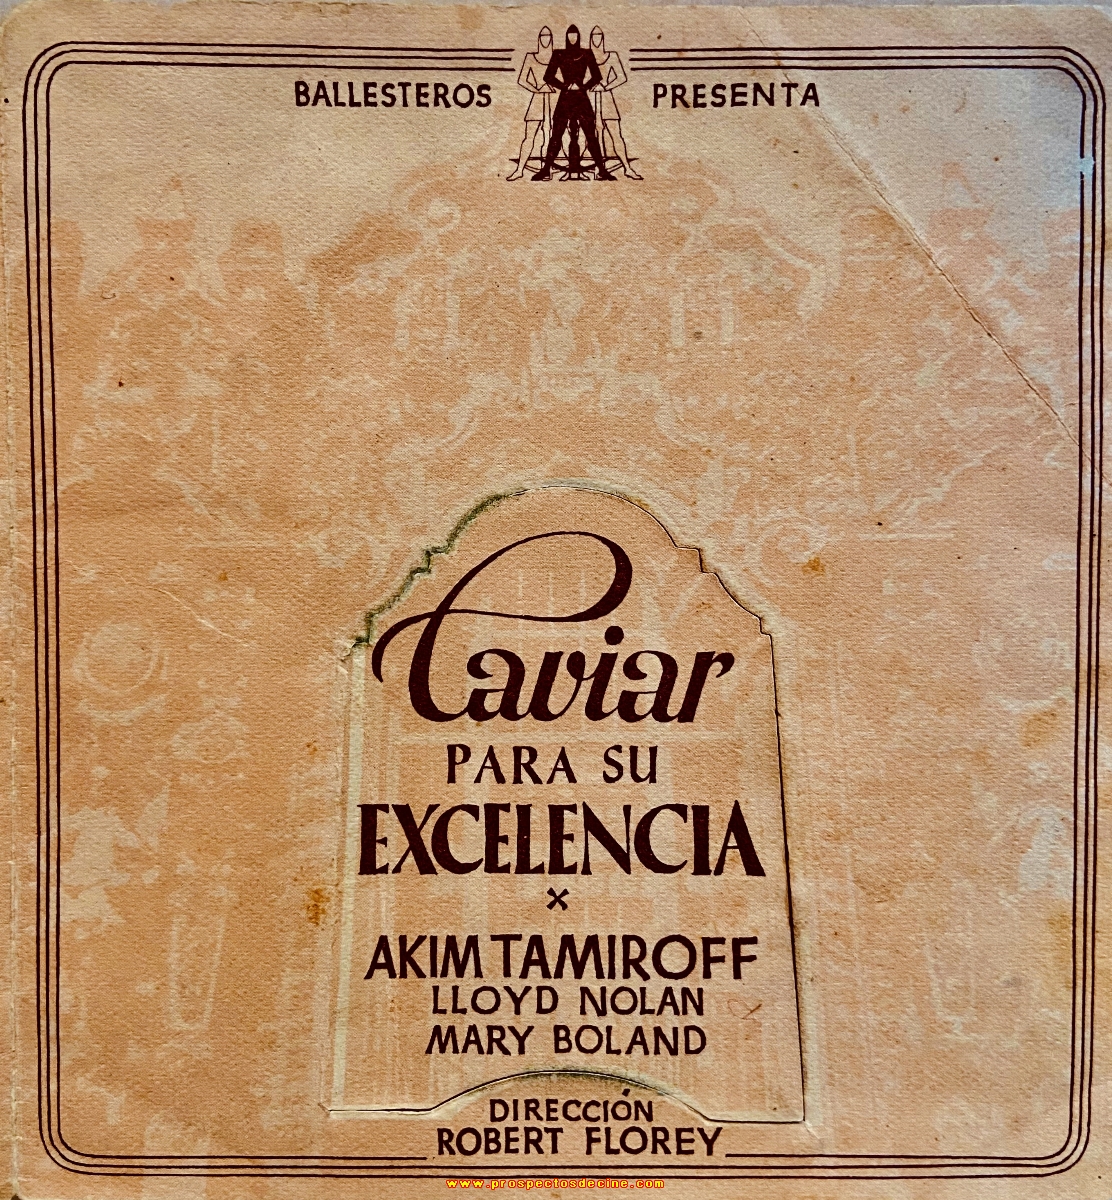 BALLESTEROS PRESENTA
Caviar
PARA SU
EXCELENCIA
x
AKIM TAMIROFF
LLOYD NOLAN
MARY BOLAND
DIRECCIÓN
ROBERT FLOREY
www.prospectosdecine.com